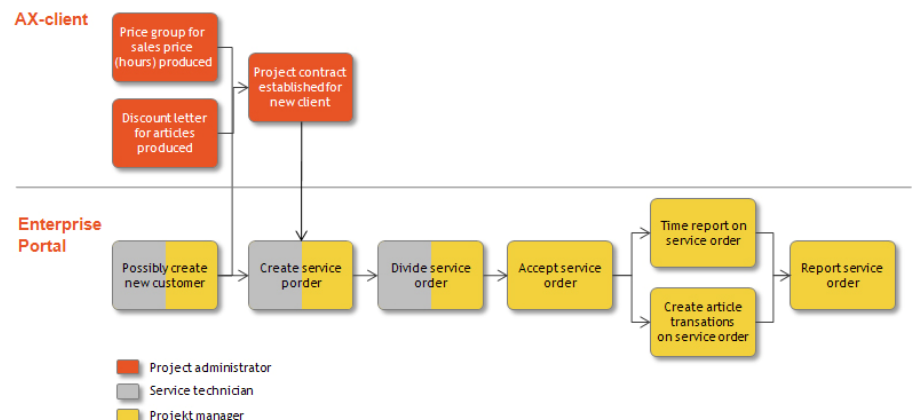 AX-client
Price group for
sales price
(hours) produced
Project contract
established for
new client
Discount letter
for articles
produced
Enterprise
Portal
Possibly create
new customer
Create service
porder
Divide service
order
Accept service
order
Time report on
service order
Create article
transations
on service order
Report service
order
Project administrator
Service technician
Projekt manager